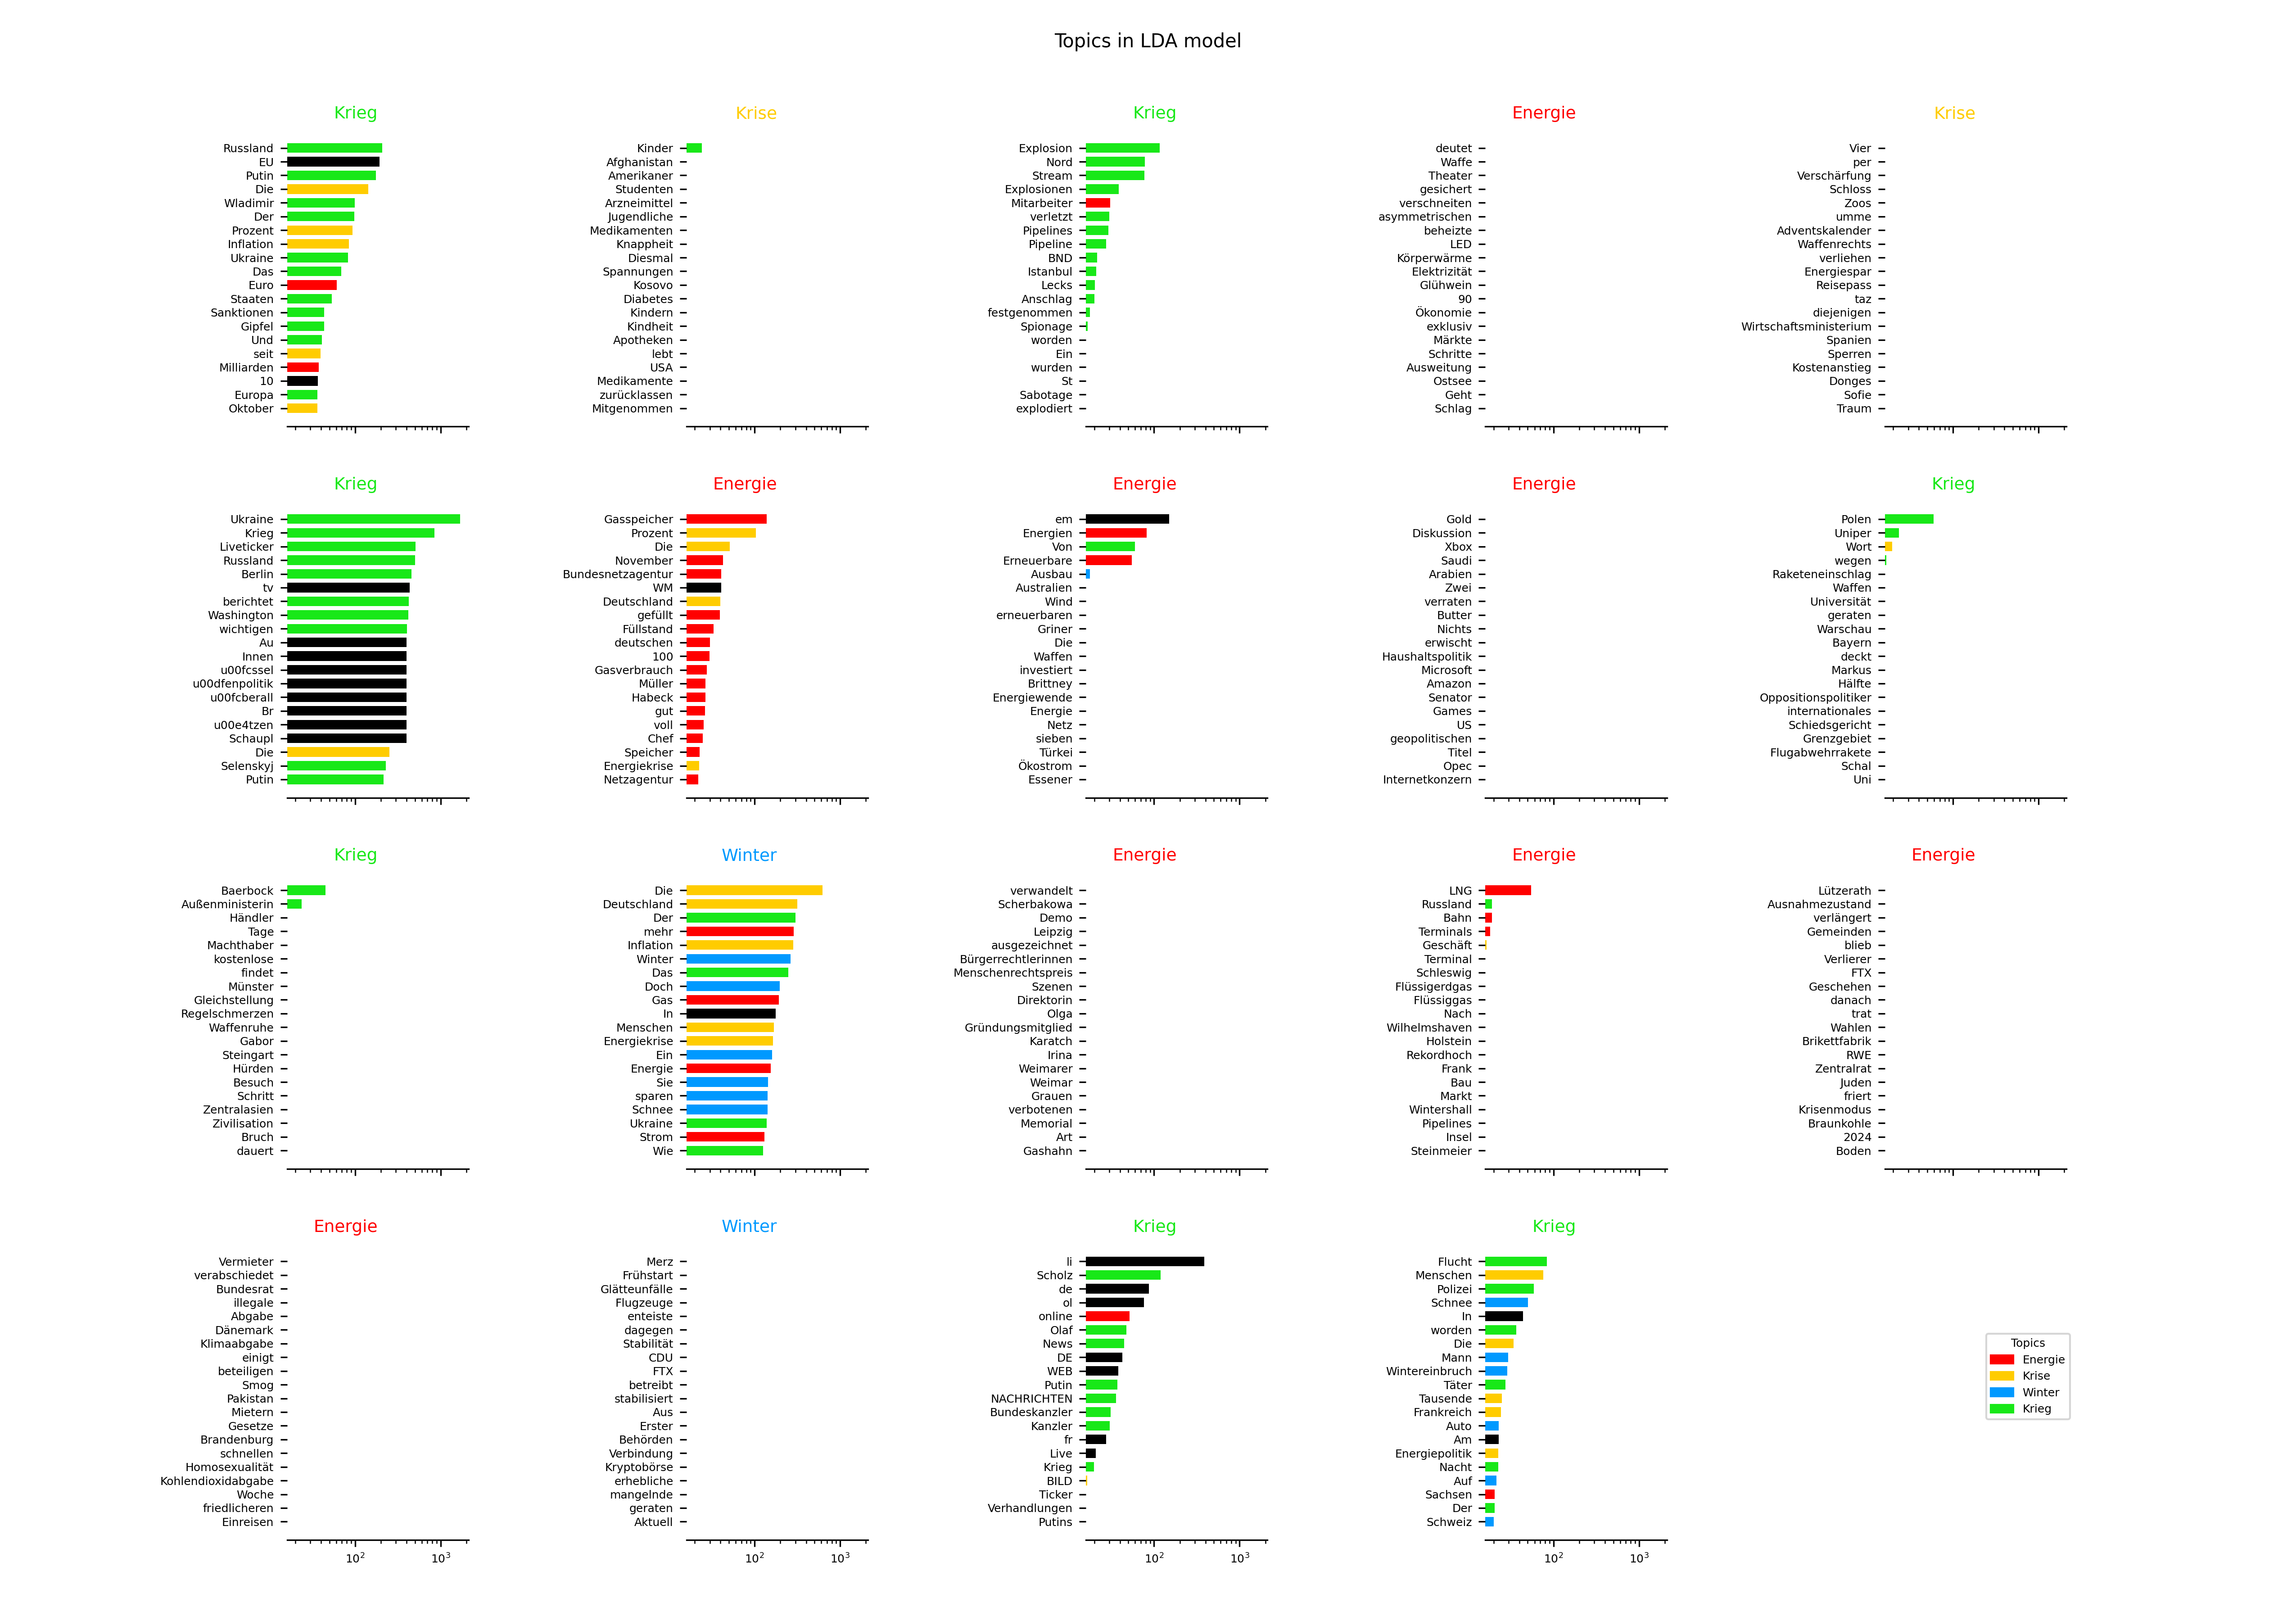 Topics in LDA model
Krieg
Russland
EU
Putin
Die
Wladimir
Der
Prozent
Inflation
Ukraine
Das
Euro
Staaten
Sanktionen
Gipfel
Und
seit
Milliarden
10
Europa
Oktober
Krise
Kinder
Afghanistan
Amerikaner
Studenten
Arzneimittel
Jugendliche
Medikamenten
Knappheit
Diesmal
Spannungen
Kosovo
Diabetes
Kindern
Kindheit
Apotheken
lebt
USA
Medikamente
zurücklassen
Mitgenommen
Krieg
Explosion
Nord
Stream
Explosionen
Mitarbeiter
verletzt
Pipelines
Pipeline
BND
Istanbul
Lecks
Anschlag
festgenommen
Spionage
worden
Ein
wurden
St
Sabotage
explodiert
Energie
deutet
Waffe
Theater
gesichert
verschneiten
asymmetrischen
beheizte
LED
Körperwärme
Elektrizität
Glühwein
90
Ökonomie
exklusiv
Märkte
Schritte
Ausweitung
Ostsee
Geht
Schlag
Krise
Vier
per
Verschärfung
Schloss
Zoos
umme
Adventskalender
Waffenrechts
verliehen
Energiespar
Reisepass
taz
diejenigen
Wirtschaftsministerium
Spanien
Sperren
Kostenanstieg
Donges
Sofie
Traum
Krieg
Ukraine
Krieg
Liveticker
Russland
Berlin
tv
berichtet
Washington
wichtigen
Au
Innen
u00fcssel
u00dfenpolitik
u00fcberall
Br
u00e4tzen
Schaupl
Die
Selenskyj
Putin
Energie
Gasspeicher
Prozent
Die
November
Bundesnetzagentur
WM
Deutschland
gefüllt
Füllstand
deutschen
100
Gasverbrauch
Müller
Habeck
gut
voll
Chef
Speicher
Energiekrise
Netzagentur
Energie
em
Energien
Von
Erneuerbare
Ausbau
Australien
Wind
erneuerbaren
Griner
Die
Waffen
investiert
Brittney
Energiewende
Energie
Netz
sieben
Türkei
Ökostrom
Essener
Energie
Gold
Diskussion
Xbox
Saudi
Arabien
Zwei
verraten
Butter
Nichts
erwischt
Haushaltspolitik
Microsoft
Amazon
Senator
Games
US
geopolitischen
Titel
Opec
Internetkonzern
Krieg
Polen
Uniper
Wort
wegen
Raketeneinschlag
Waffen
Universität
geraten
Warschau
Bayern
deckt
Markus
Hälfte
Oppositionspolitiker
internationales
Schiedsgericht
Grenzgebiet
Flugabwehrrakete
Schal
Uni
Krieg
Baerbock
Außenministerin
Händler
Tage
Machthaber
kostenlose
findet
Münster
Gleichstellung
Regelschmerzen
Waffenruhe
Gabor
Steingart
Hürden
Besuch
Schritt
Zentralasien
Zivilisation
Bruch
dauert
Winter
Die
Deutschland
Der
mehr
Inflation
Winter
Das
Doch
Gas
In
Menschen
Energiekrise
Ein
Energie
Sie
sparen
Schnee
Ukraine
Strom
Wie
Energie
verwandelt
Scherbakowa
Demo
Leipzig
ausgezeichnet
Bürgerrechtlerinnen
Menschenrechtspreis
Szenen
Direktorin
Olga
Gründungsmitglied
Karatch
Irina
Weimarer
Weimar
Grauen
verbotenen
Memorial
Art
Gashahn
Energie
LNG
Russland
Bahn
Terminals
Geschäft
Terminal
Schleswig
Flüssigerdgas
Flüssiggas
Nach
Wilhelmshaven
Holstein
Rekordhoch
Frank
Bau
Markt
Wintershall
Pipelines
Insel
Steinmeier
Energie
Lützerath
Ausnahmezustand
verlängert
Gemeinden
blieb
Verlierer
FTX
Geschehen
danach
trat
Wahlen
Brikettfabrik
RWE
Zentralrat
Juden
friert
Krisenmodus
Braunkohle
2024
Boden
Energie
Vermieter
verabschiedet
Bundesrat
illegale
Abgabe
Dänemark
Klimaabgabe
einigt
beteiligen
Smog
Pakistan
Mietern
Gesetze
Brandenburg
schnellen
Homosexualität
Kohlendioxidabgabe
Woche
friedlicheren
Einreisen
10² 10³
Winter
Merz
Frühstart
Glätteunfälle
Flugzeuge
enteiste
dagegen
Stabilität
CDU
FTX
betreibt
stabilisiert
Aus
Erster
Behörden
Verbindung
Kryptobörse
erhebliche
mangelnde
geraten
Aktuell
10² 10³
Krieg
li
Scholz
de
ol
online
Olaf
News
DE
WEB
Putin
NACHRICHTEN
Bundeskanzler
Kanzler
fr
Live
Krieg
BILD
Ticker
Verhandlungen
Putins
10² 10³
Krieg
Flucht
Menschen
Polizei
Schnee
In
worden
Die
Mann
Wintereinbruch
Täter
Tausende
Frankreich
Auto
Am
Energiepolitik
Nacht
Auf
Sachsen
Der
Schweiz
10² 10³
Topics
Energie
Krise
Winter
Krieg